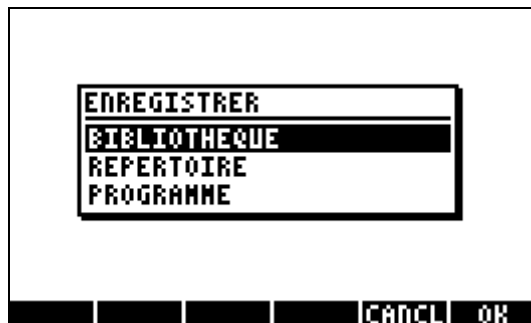 ENREGISTRER
BIBLIOTHEQUE
REPERTOIRE
PROGRAMME
CANCL OK